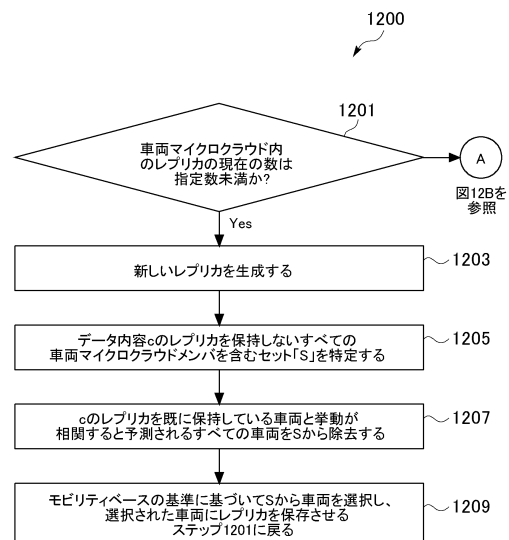 1200
1201
車両マイクロクラウド内
のレプリカの現在の数は
指定数未満か?
A
図12Bを
参照
Yes
新しいレプリカを生成する
1203
データ内容cのレプリカを保持しないすべての
車両マイクロクラウドメンバを含むセット「S」を特定する
1205
cのレプリカを既に保持している車両と挙動が
相関すると予測されるすべての車両をSから除去する
1207
モビリティベースの基準に基づいてSから車両を選択し、
選択された車両にレプリカを保存させる
ステップ1201に戻る
1209